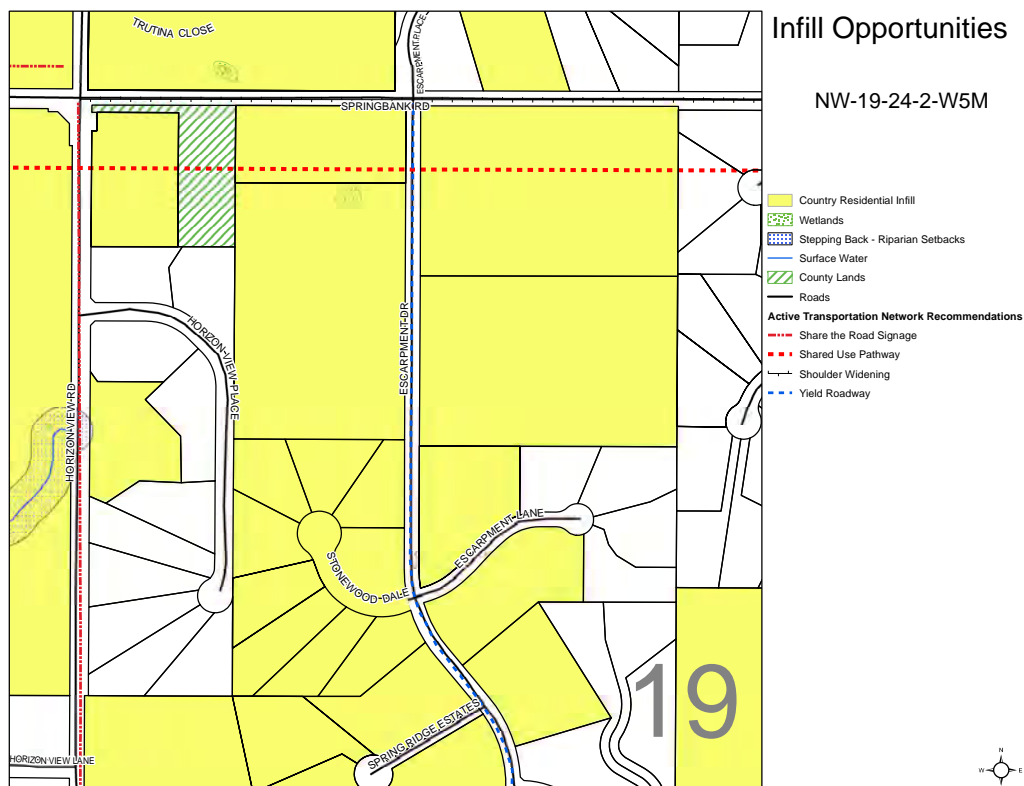 Infill Opportunities
NW-19-24-2-W5M
TRUTINA CLOSE
ESCARPMENT PLACE
SPRINGBANK RD
HORIZON VIEW PLACE
ESCARPMENT DR
HORIZON VIEW RD
ESCARPMENT LANE
STONEWOOD DALE
SPRING RIDGE ESTATES
HORIZON VIEW LANE
19
Country Residential Infill
Wetlands
Stepping Back - Riparian Setbacks
Surface Water
County Lands
Roads
Active Transportation Network Recommendations
Share the Road Signage
Shared Use Pathway
Shoulder Widening
Yield Roadway
N
W
E
S